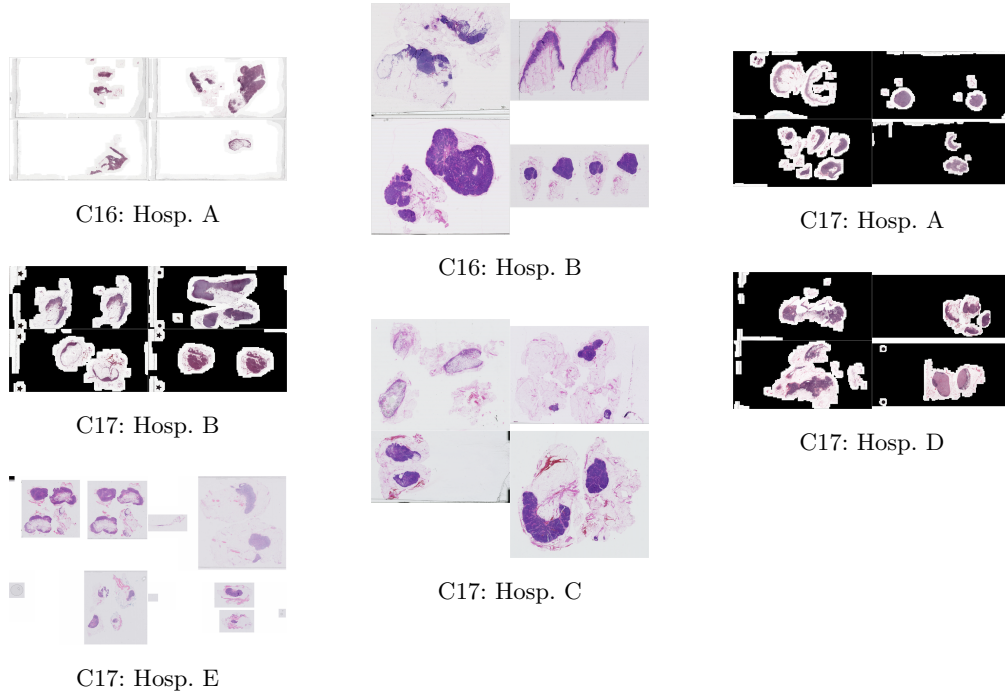 C16: Hosp. A
C16: Hosp. B
C17: Hosp. A
C17: Hosp. B
C17: Hosp. C
C17: Hosp. D
C17: Hosp. E